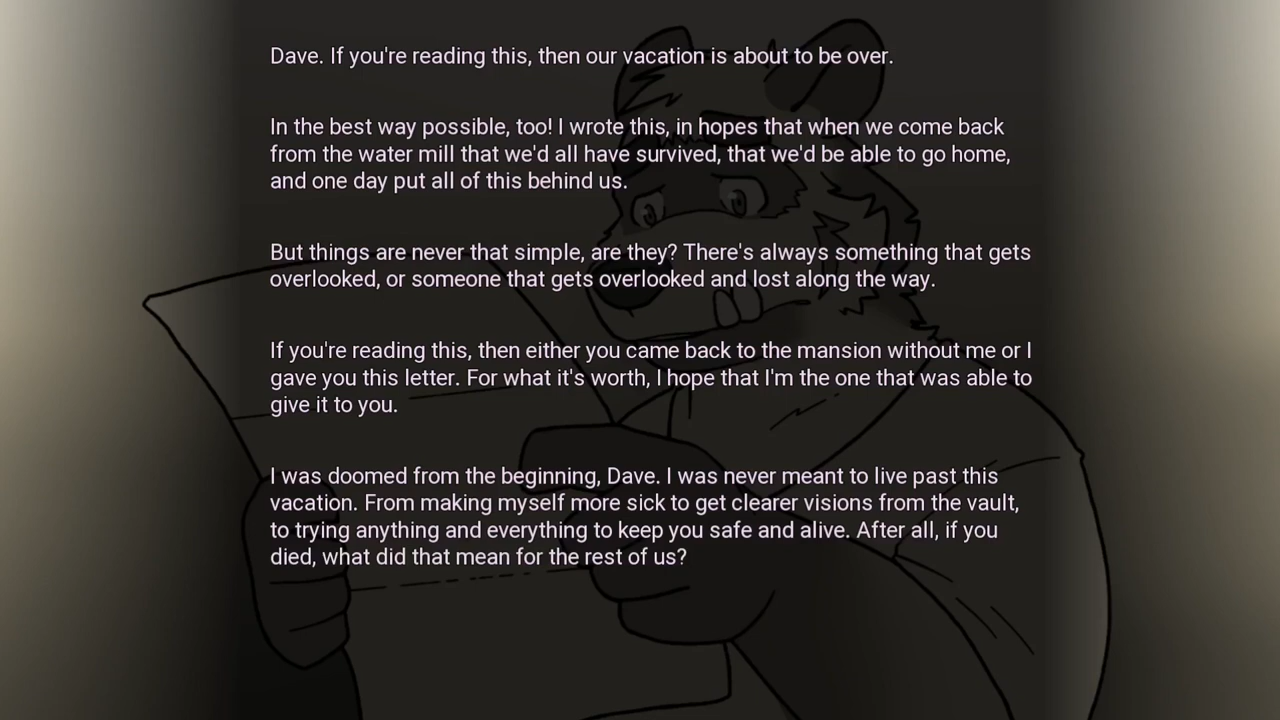 Dave. If you're reading this, then our vacation is about to be over.
In the best way possible, too! I wrote this, in hopes that when we come back
from the water mill that we'd all have survived, that we'd be able to go home,
and one day put all of this behind us.
But things are never that simple, are they? There's always something that gets
overlooked, or someone that gets overlooked and lost along the way.
If you're reading this, then either you came back to the mansion without me or I
gave you this letter. For what it's worth, I hope that I'm the one that was able to
give it to you.
I was doomed from the beginning, Dave. I was never meant to live past this
vacation. From making myself more sick to get clearer visions from the vault,
to trying anything and everything to keep you safe and alive. After all, if you
died, what did that mean for the rest of us?